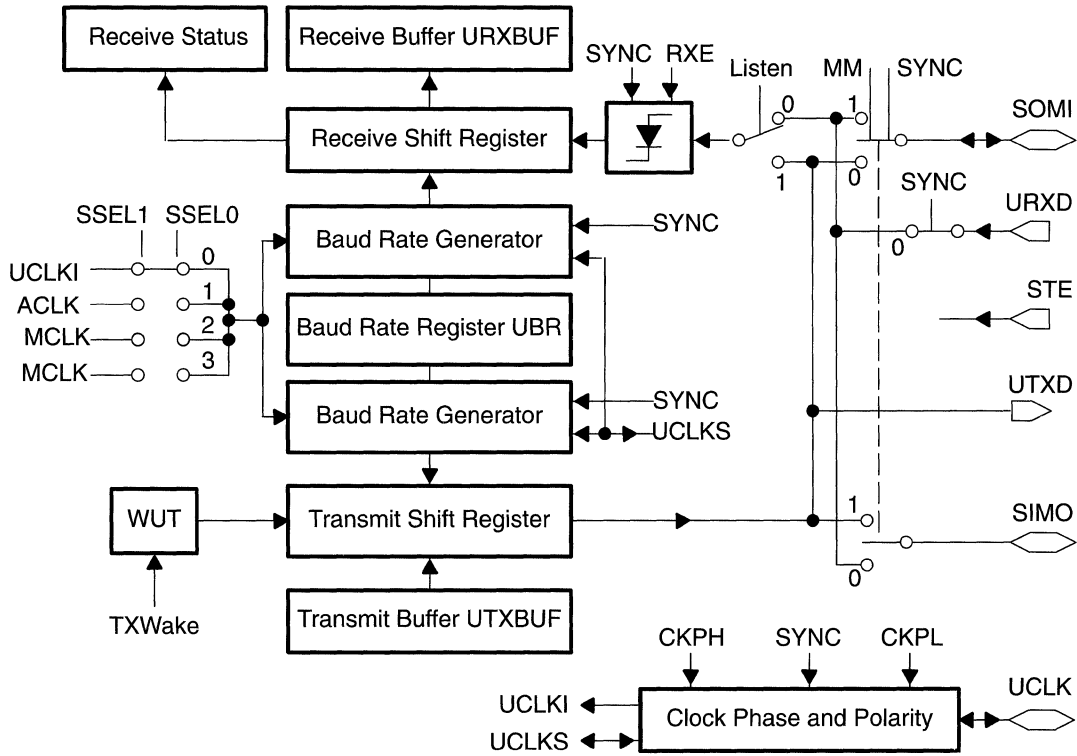 Receive Status
Receive Buffer URXBUF
SYNC RXE
Listen
MM
SYNC
0
1
SOMI
Receive Shift Register
1
0
SYNC
URXD
0
SSEL1 SSEL0
Baud Rate Generator
SYNC
UCLKI
0
ACLK
1
STE
MCLK
2
Baud Rate Register UBR
MCLK
3
UTXD
Baud Rate Generator
SYNC
UCLKS
WUT
Transmit Shift Register
1
SIMO
0
TXWake
Transmit Buffer UTXBUF
CKPH
SYNC
CKPL
UCLK
UCLKI
Clock Phase and Polarity
UCLKS